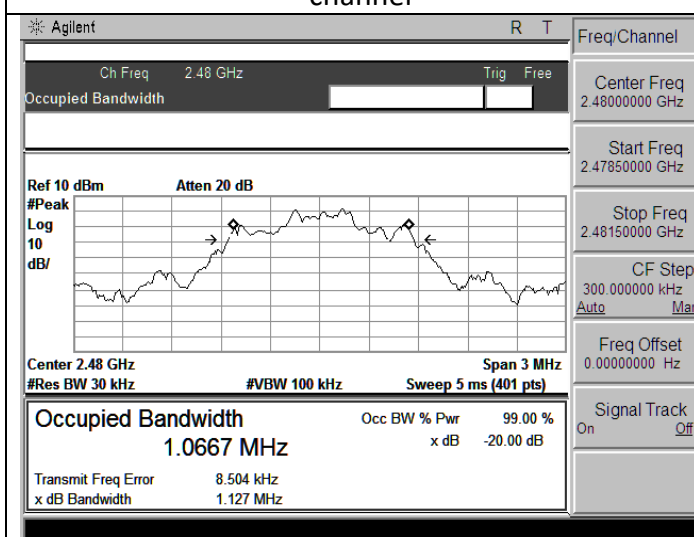 channel
Agilent R T
Ch Freq 2.48 GHz Trig Free
Occupied Bandwidth
Ref 10 dBm Atten 20 dB
#Peak
Log
10
dB/
Center 2.48 GHz Span 3 MHz
#Res BW 30 kHz #VBW 100 kHz Sweep 5 ms (401 pts)
Occupied Bandwidth Occ BW % Pwr 99.00 %
1.0667 MHz x dB -20.00 dB
Transmit Freq Error 8.504 kHz
x dB Bandwidth 1.127 MHz
Freq/Channel
Center Freq
2.48000000 GHz
Start Freq
2.47850000 GHz
Stop Freq
2.48150000 GHz
CF Step
300.000000 kHz
Auto Man
Freq Offset
0.00000000 Hz
Signal Track
On Off